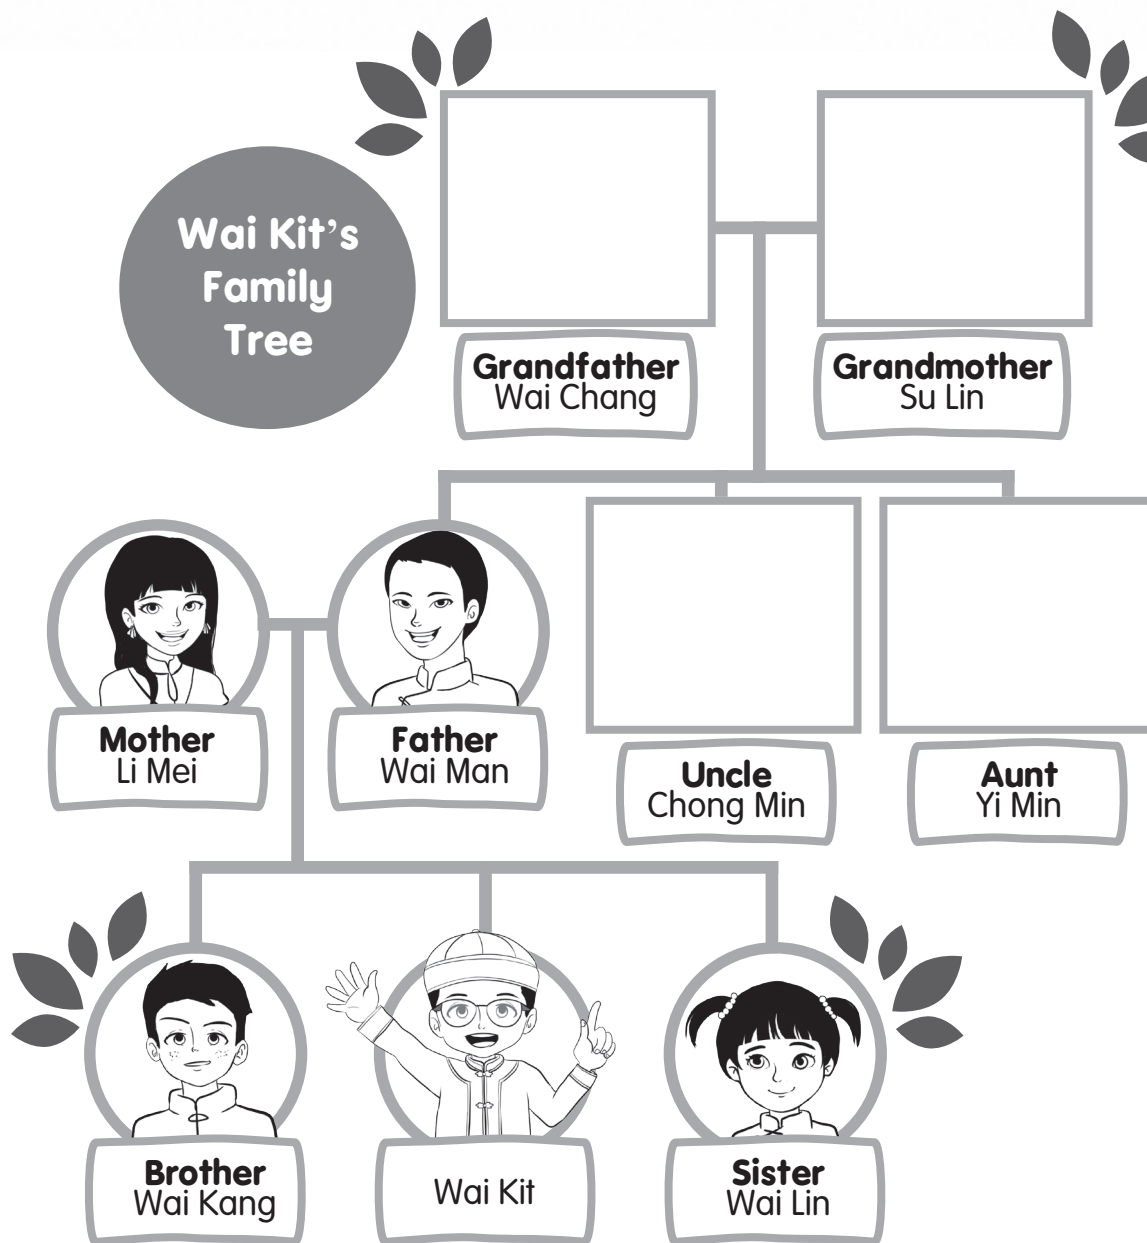 Wai Kit’s
Family
Tree
Grandfather
Wai Chang
Grandmother
Su Lin
Mother
Li Mei
Father
Wai Man
Uncle
Chong Min
Aunt
Yi Min
Brother
Wai Kang
Wai Kit
Sister
Wai Lin